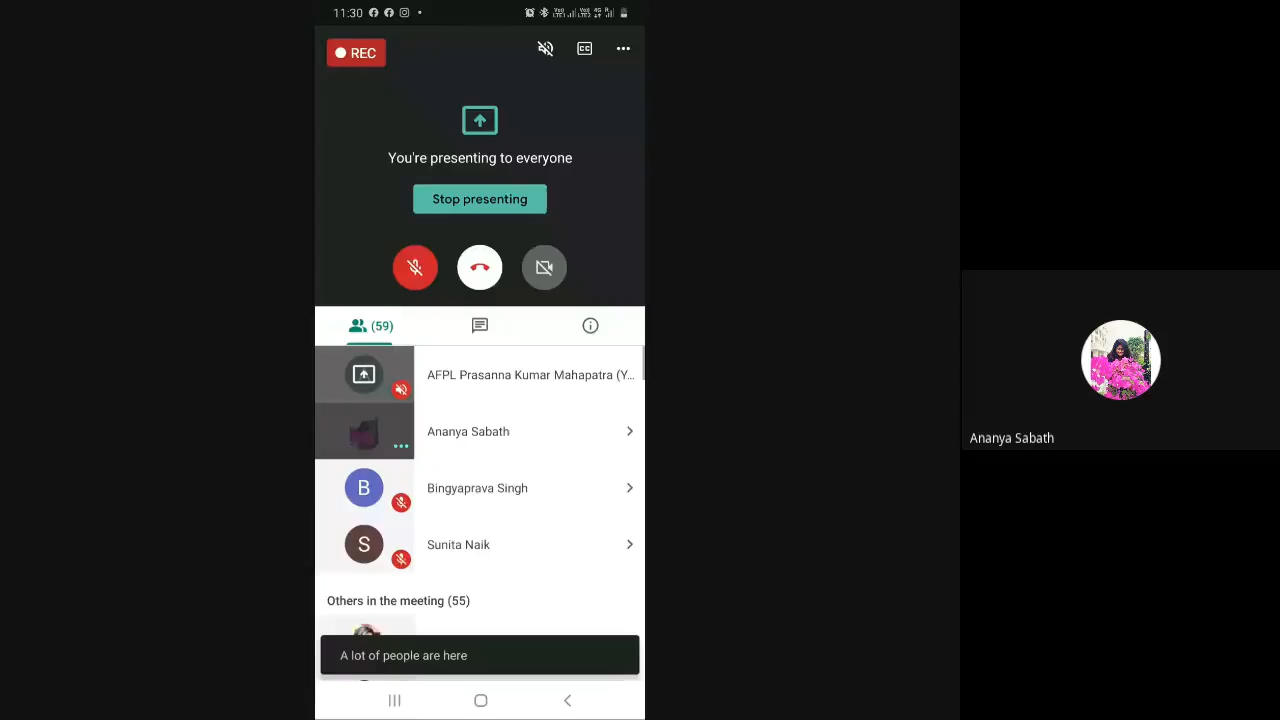 11:30
REC
CC
You're presenting to everyone
Stop presenting
(59)
AFPL Prasanna Kumar Mahapatra (Y...
Ananya Sabath
B
Bingyaprava Singh
S
Sunita Naik
Others in the meeting (55)
A lot of people are here
Ananya Sabath